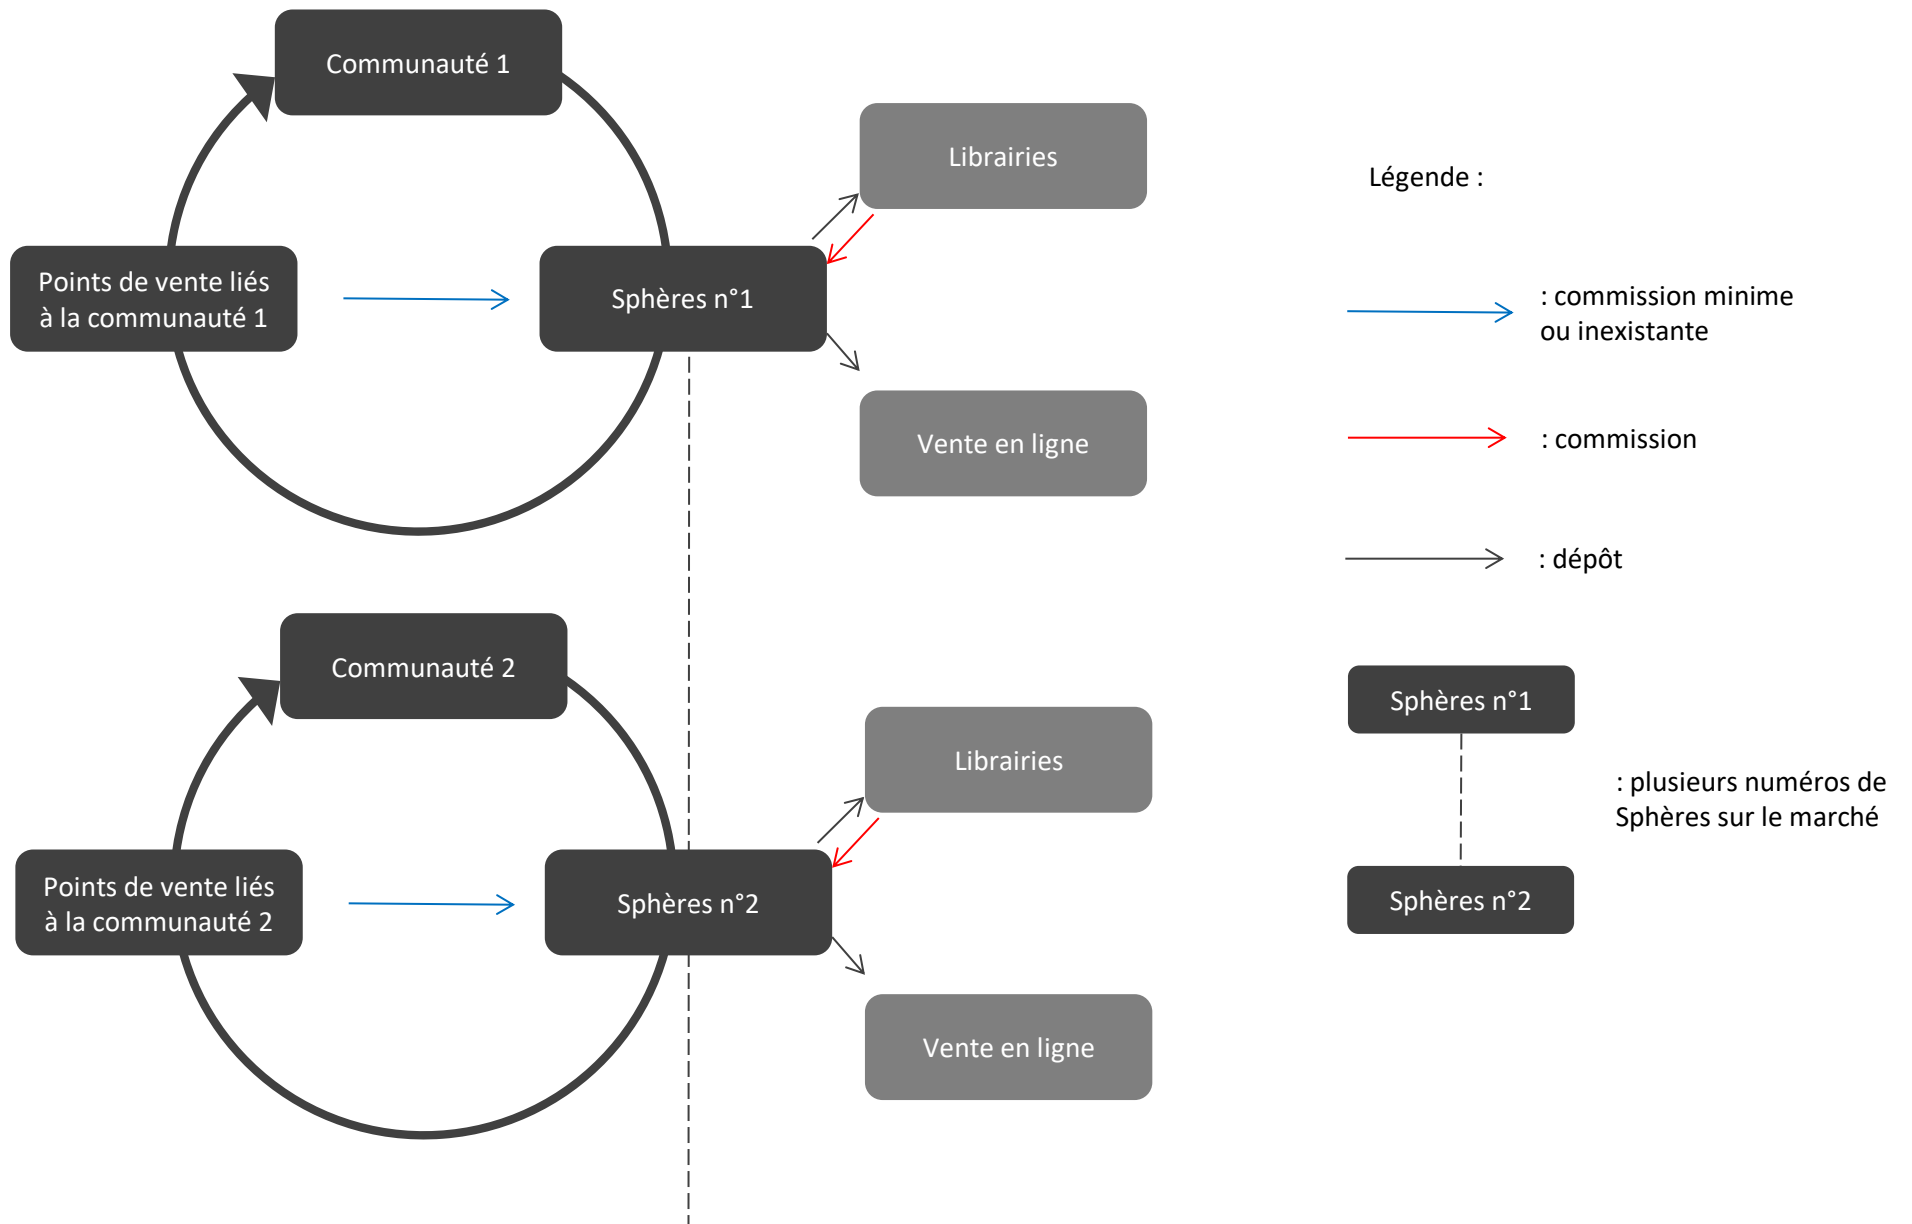 Communauté 1
Librairies
Points de vente liés
à la communauté 1
Sphères n°1
Vente en ligne
Communauté 2
Librairies
Points de vente liés
à la communauté 2
Sphères n°2
Vente en ligne
Légende :
: commission minime
ou inexistante
: commission
: dépôt
Sphères n°1
: plusieurs numéros de
Sphères sur le marché
Sphères n°2